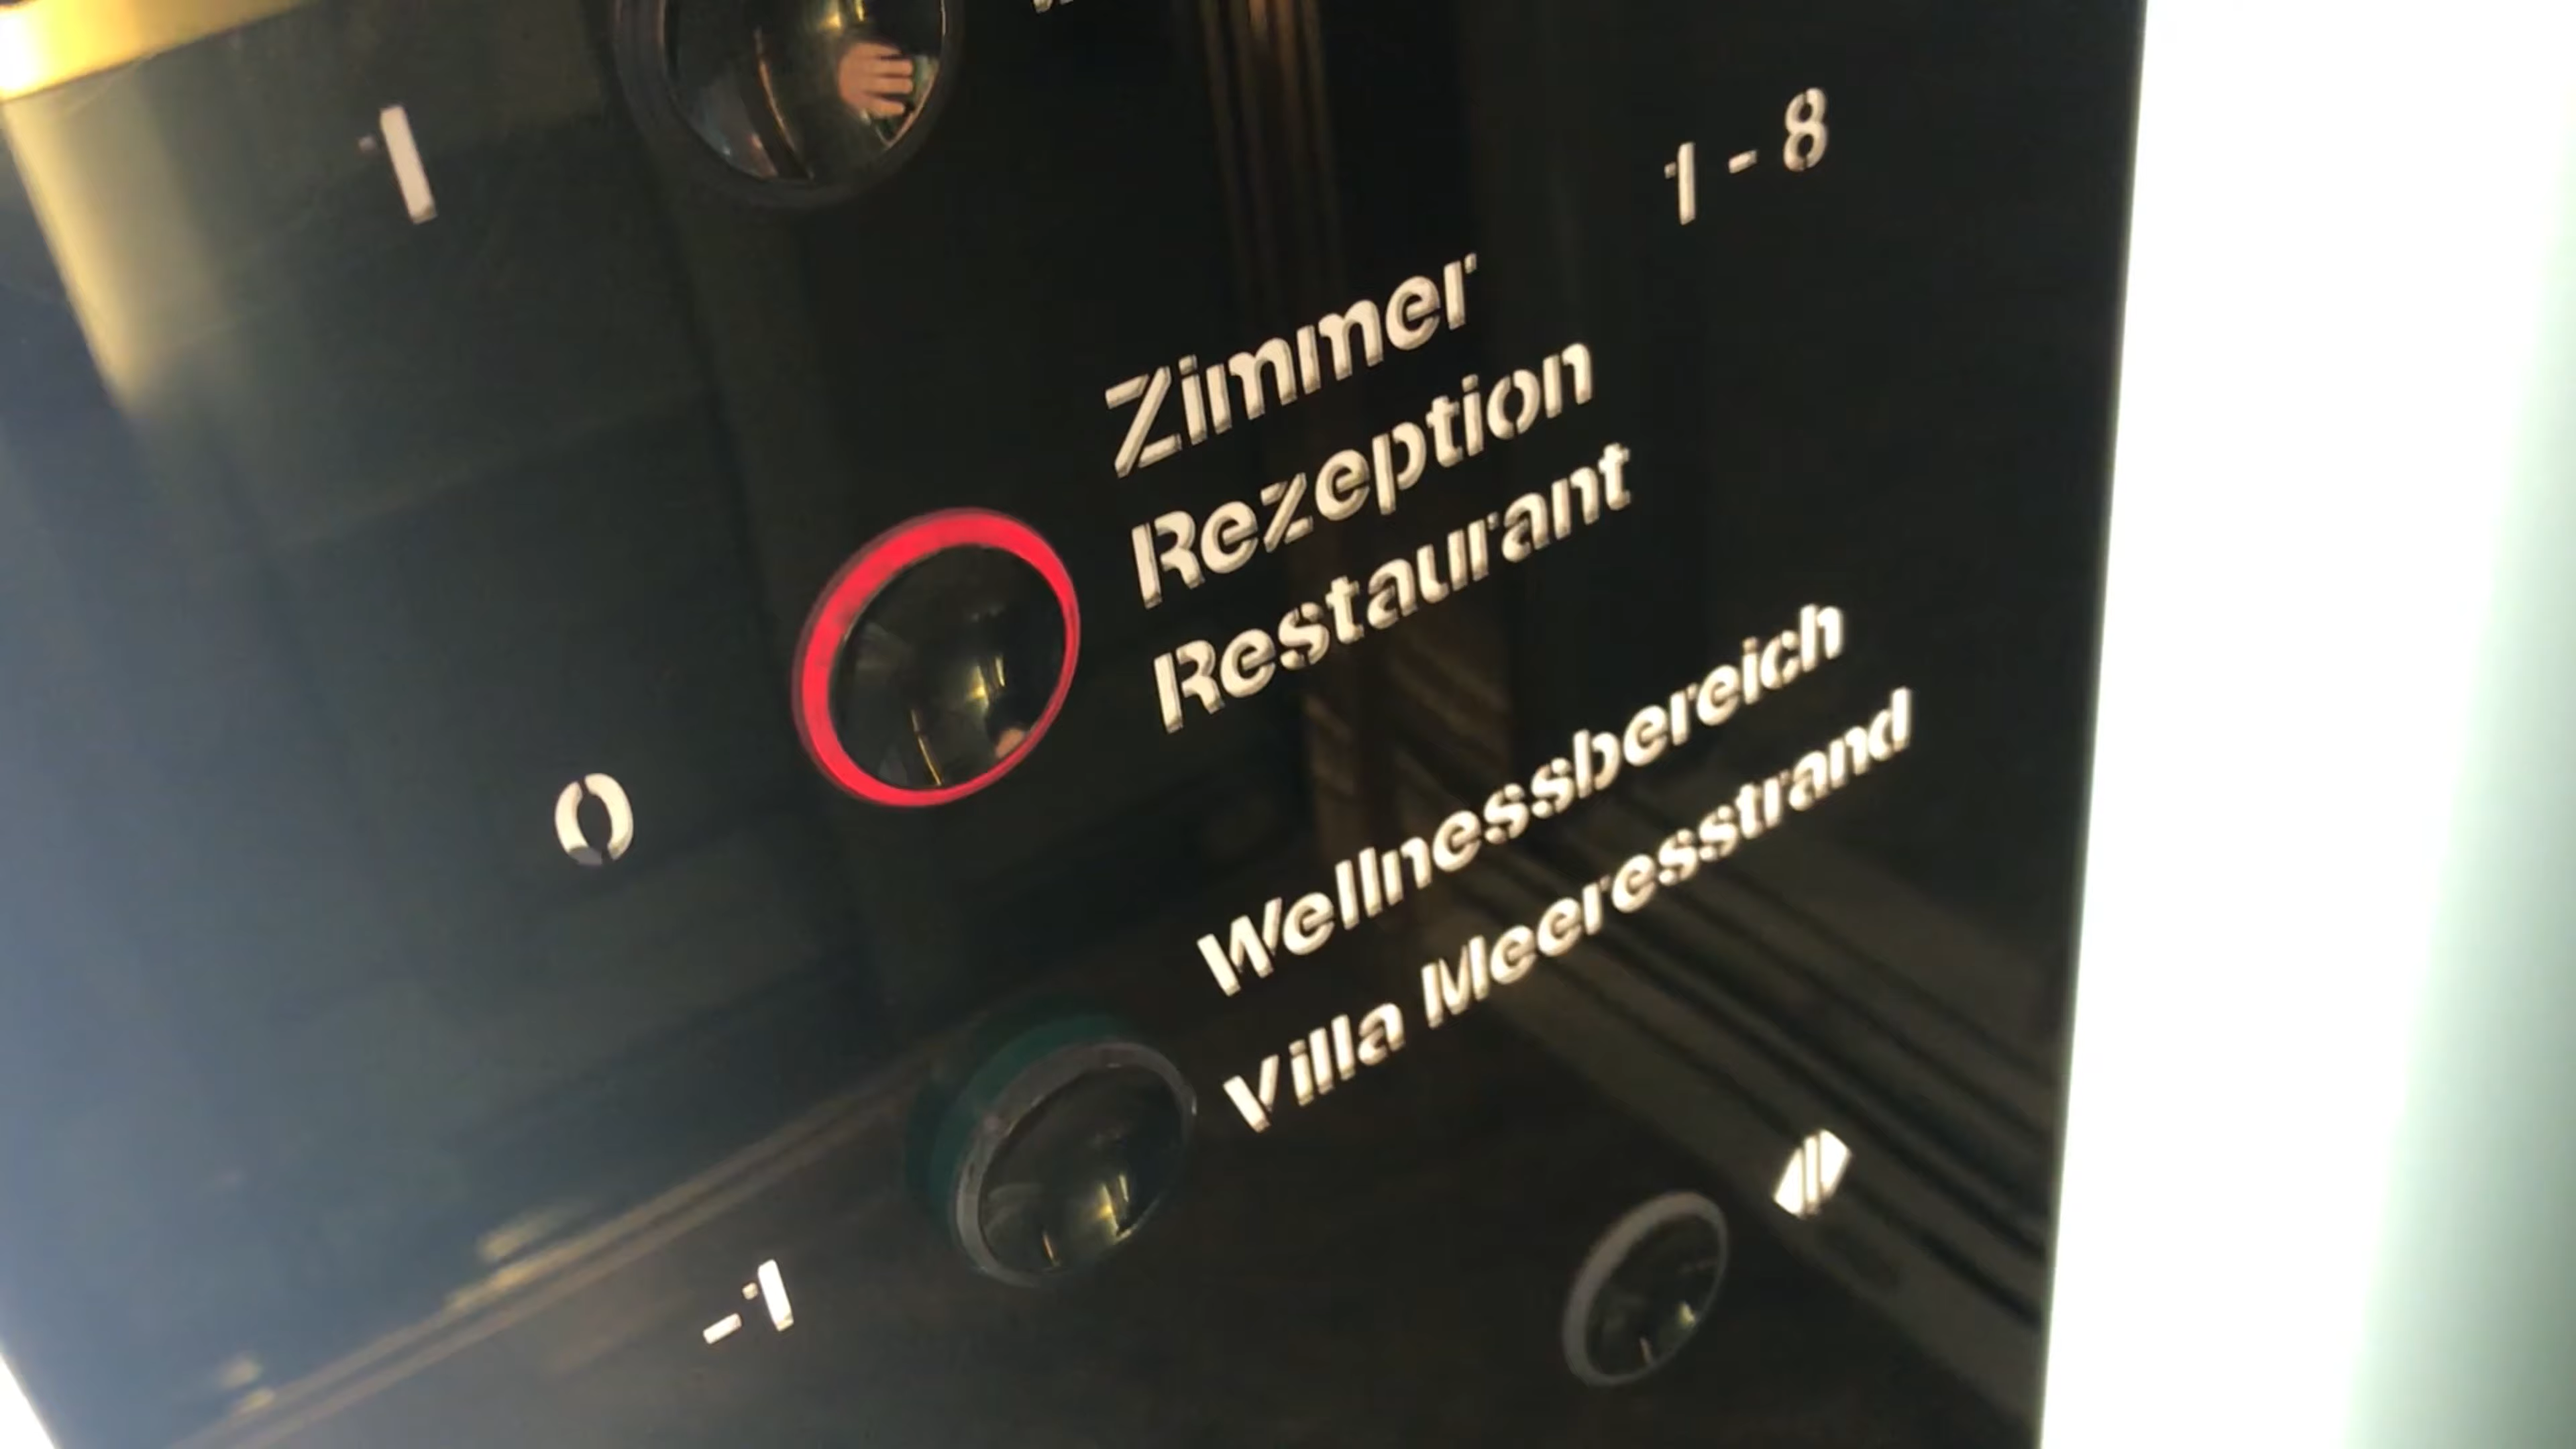 1
1 - 8
Zimmer
Rezeption
Restaurant
0
Wellnessbereich
Villa Meeresstrand
-1